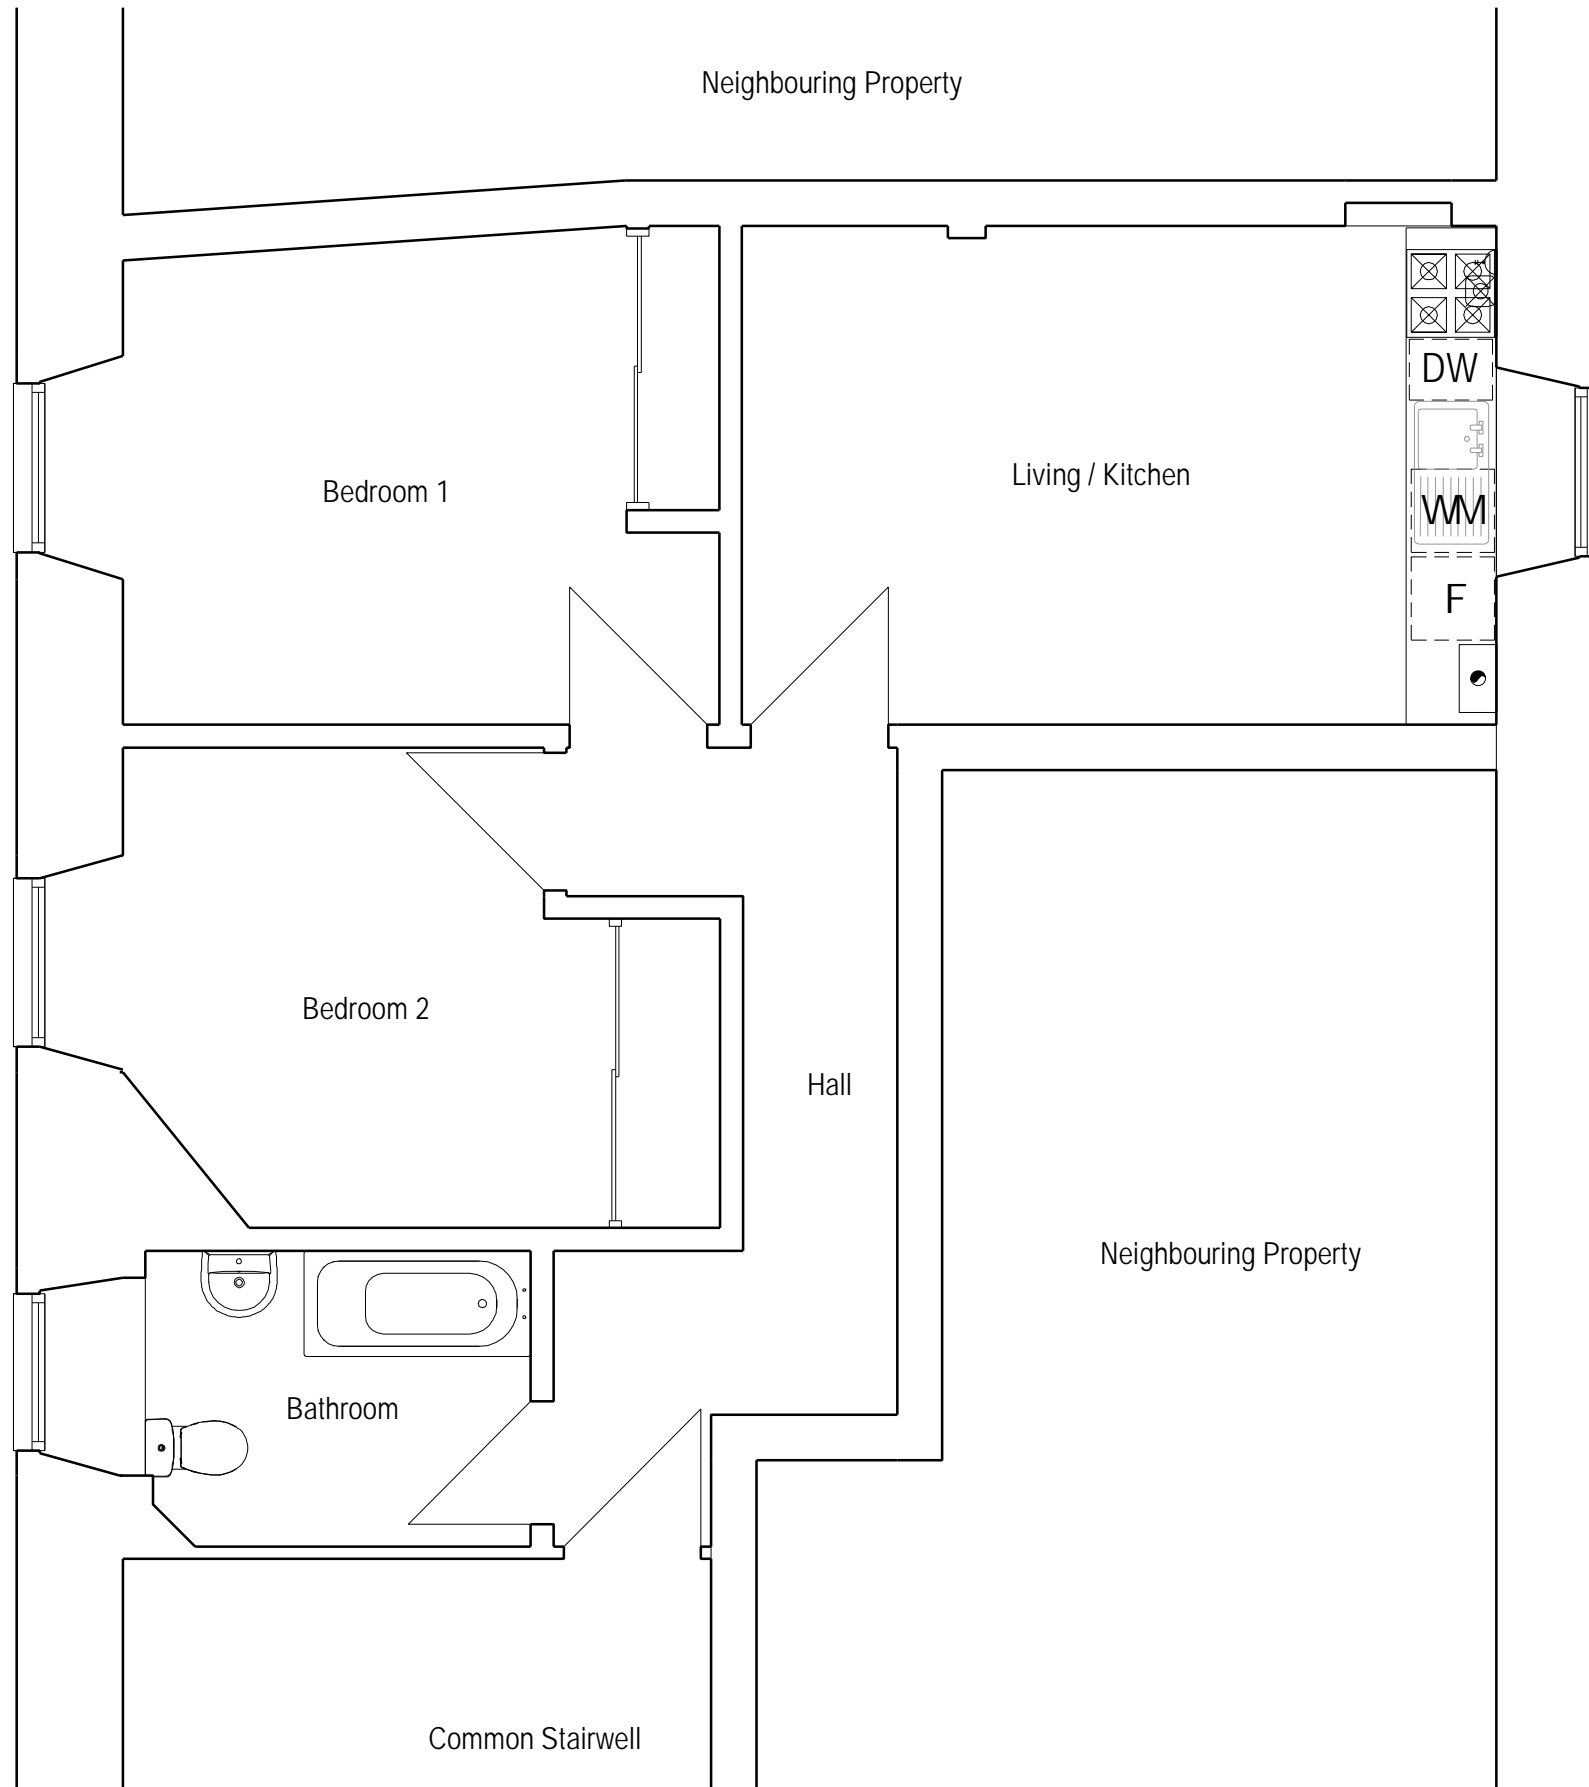 Neighbouring Property
DW
Living / Kitchen
Bedroom 1
WM
F
Bedroom 2
Hall
Neighbouring Property
Bathroom
Common Stairwell